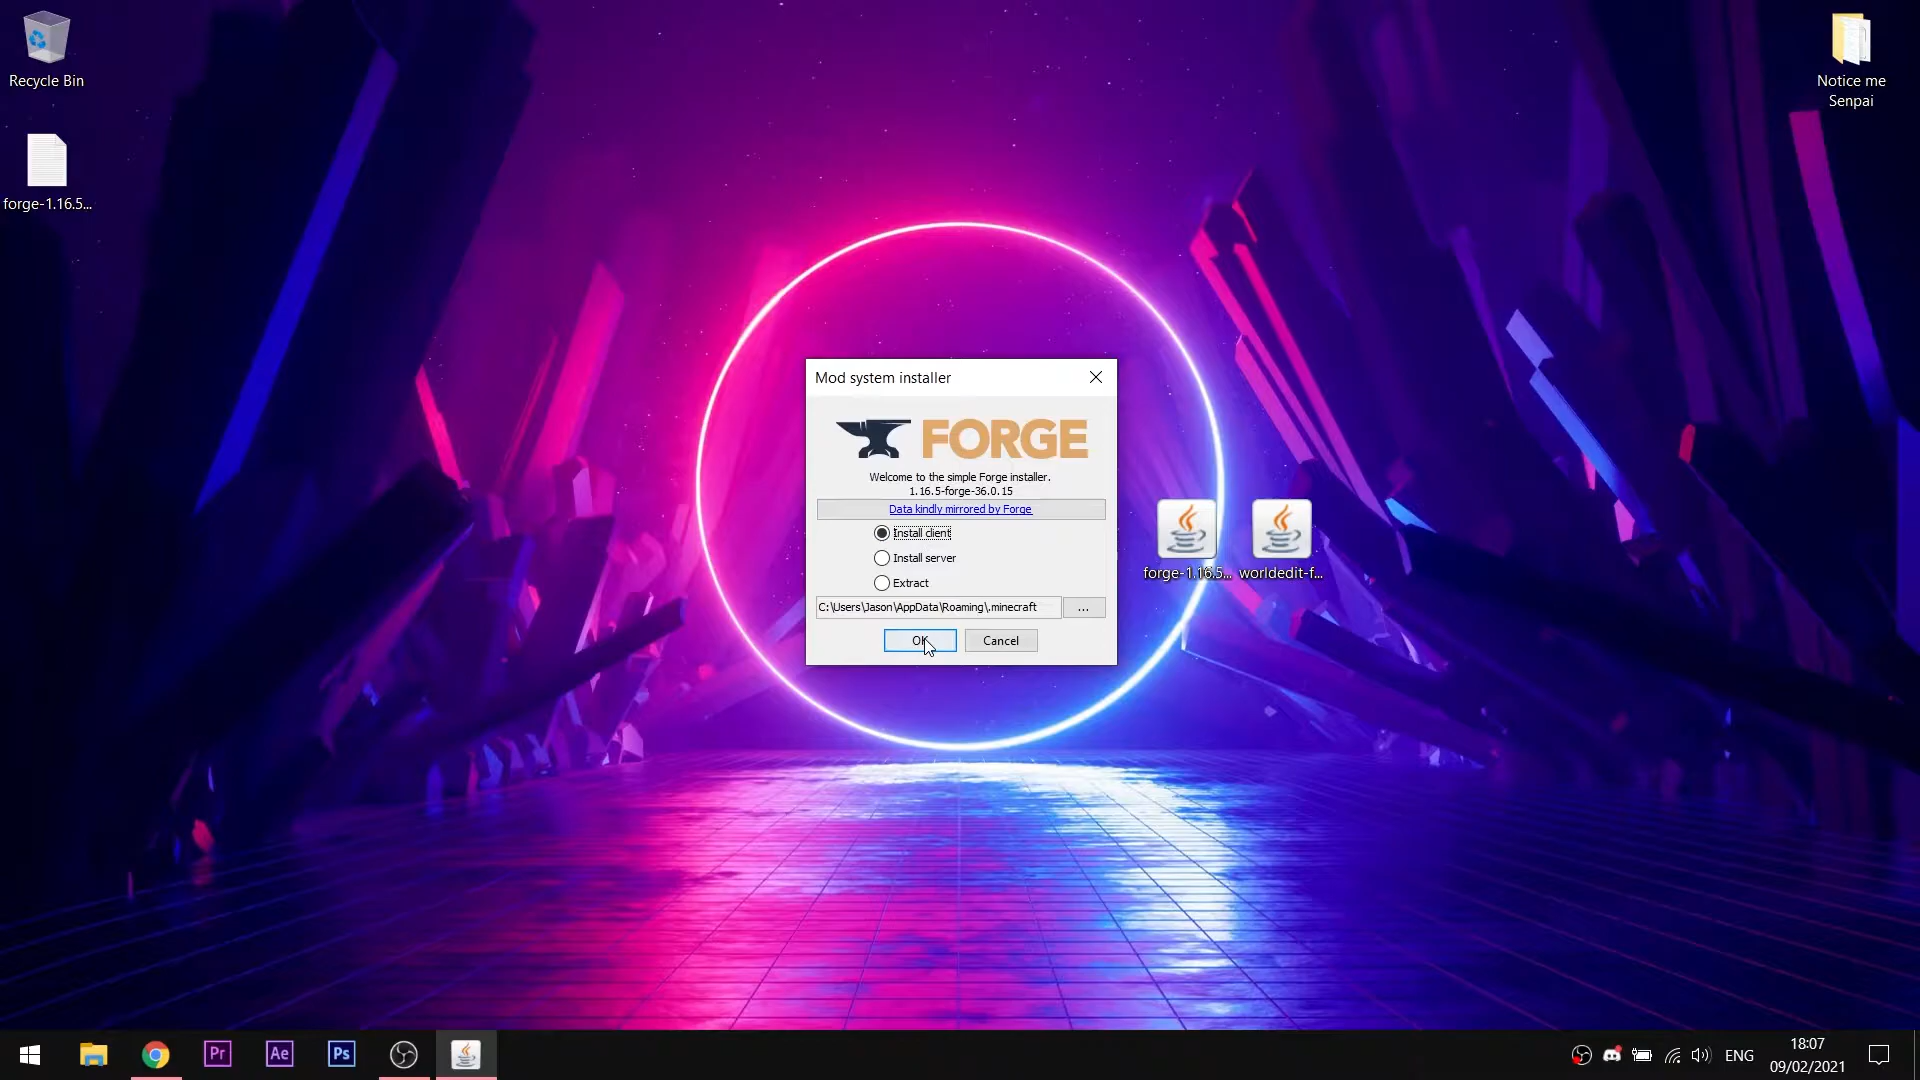 Recycle Bin
forge-1.16.5...
Notice me
Senpai
Mod system installer
FORGE
Welcome to the simple Forge installer.
1.16.5-forge-36.0.15
Data kindly mirrored by Forge
Install client
Install server
Extract
C:\Users\Jason\AppData\Roaming\.minecraft
...
OK
Cancel
forge-1.16.5...
worldedit-f...
Pr
Ae
Ps
ENG
18:07
09/02/2021